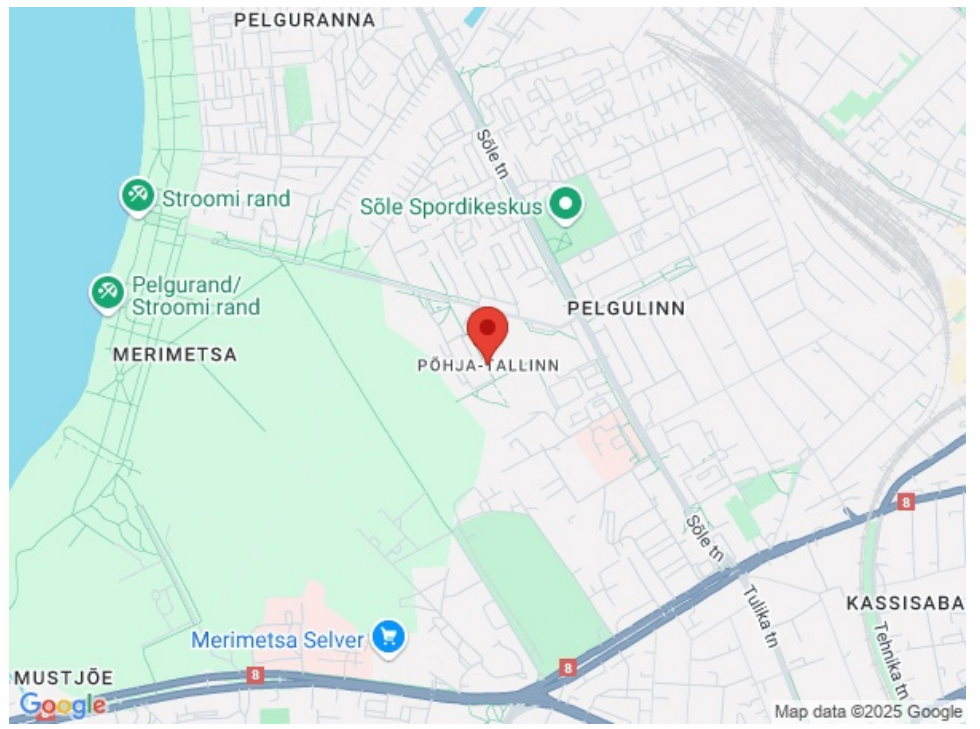 PELGURANNA
Sõle tn
Stroomi rand
Sõle Spordikeskus
Pelgurand/
Stroomi rand
PELGULINN
MERIMETSA
PÕHJA-TALLINN
8
Sõle tn
Tulika tn
KASSISABA
Tehnika tn
Merimetsa Selver
8
8
MUSTJÕE
8
Google
Map data ©2025 Google